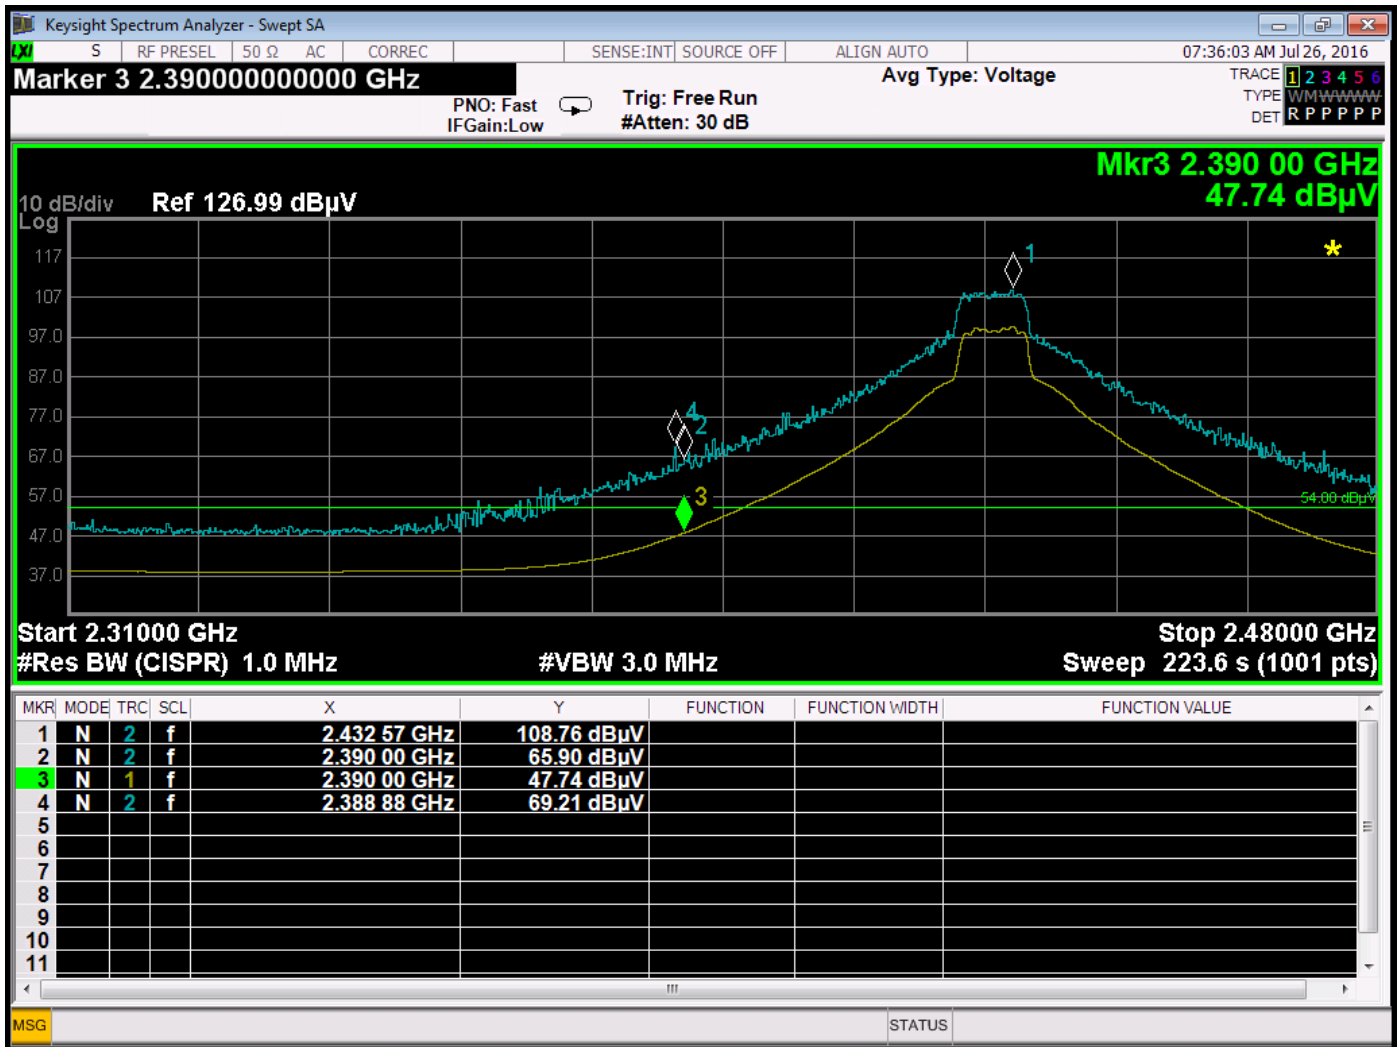 Keysight Spectrum Analyzer - Swept SA
LXI S RF PRESEL 50 Ω AC CORREC SENSE:INT SOURCE OFF ALIGN AUTO 07:36:03 AM Jul 26, 2016
Marker 3 2.390000000000 GHz
Avg Type: Voltage
TRACE 1 2 3 4 5 6
PNO: Fast
Trig: Free Run
TYPE WMWWWW
IFGain:Low
#Atten: 30 dB
DET R P P P P P
Mkr3 2.390 00 GHz
10 dB/div Ref 126.99 dBµV 47.74 dBµV
Log
117
107
97.0
87.0
77.0
67.0
57.0
47.0
37.0
1
4
2
3
*
54.00 dBµV
Start 2.31000 GHz Stop 2.48000 GHz
#Res BW (CISPR) 1.0 MHz #VBW 3.0 MHz Sweep 223.6 s (1001 pts)
MKR MODE TRC SCL X Y FUNCTION FUNCTION WIDTH FUNCTION VALUE
1 N 2 f 2.432 57 GHz 108.76 dBµV
2 N 2 f 2.390 00 GHz 65.90 dBµV
3 N 1 f 2.390 00 GHz 47.74 dBµV
4 N 2 f 2.388 88 GHz 69.21 dBµV
5
6
7
8
9
10
11
MSG STATUS